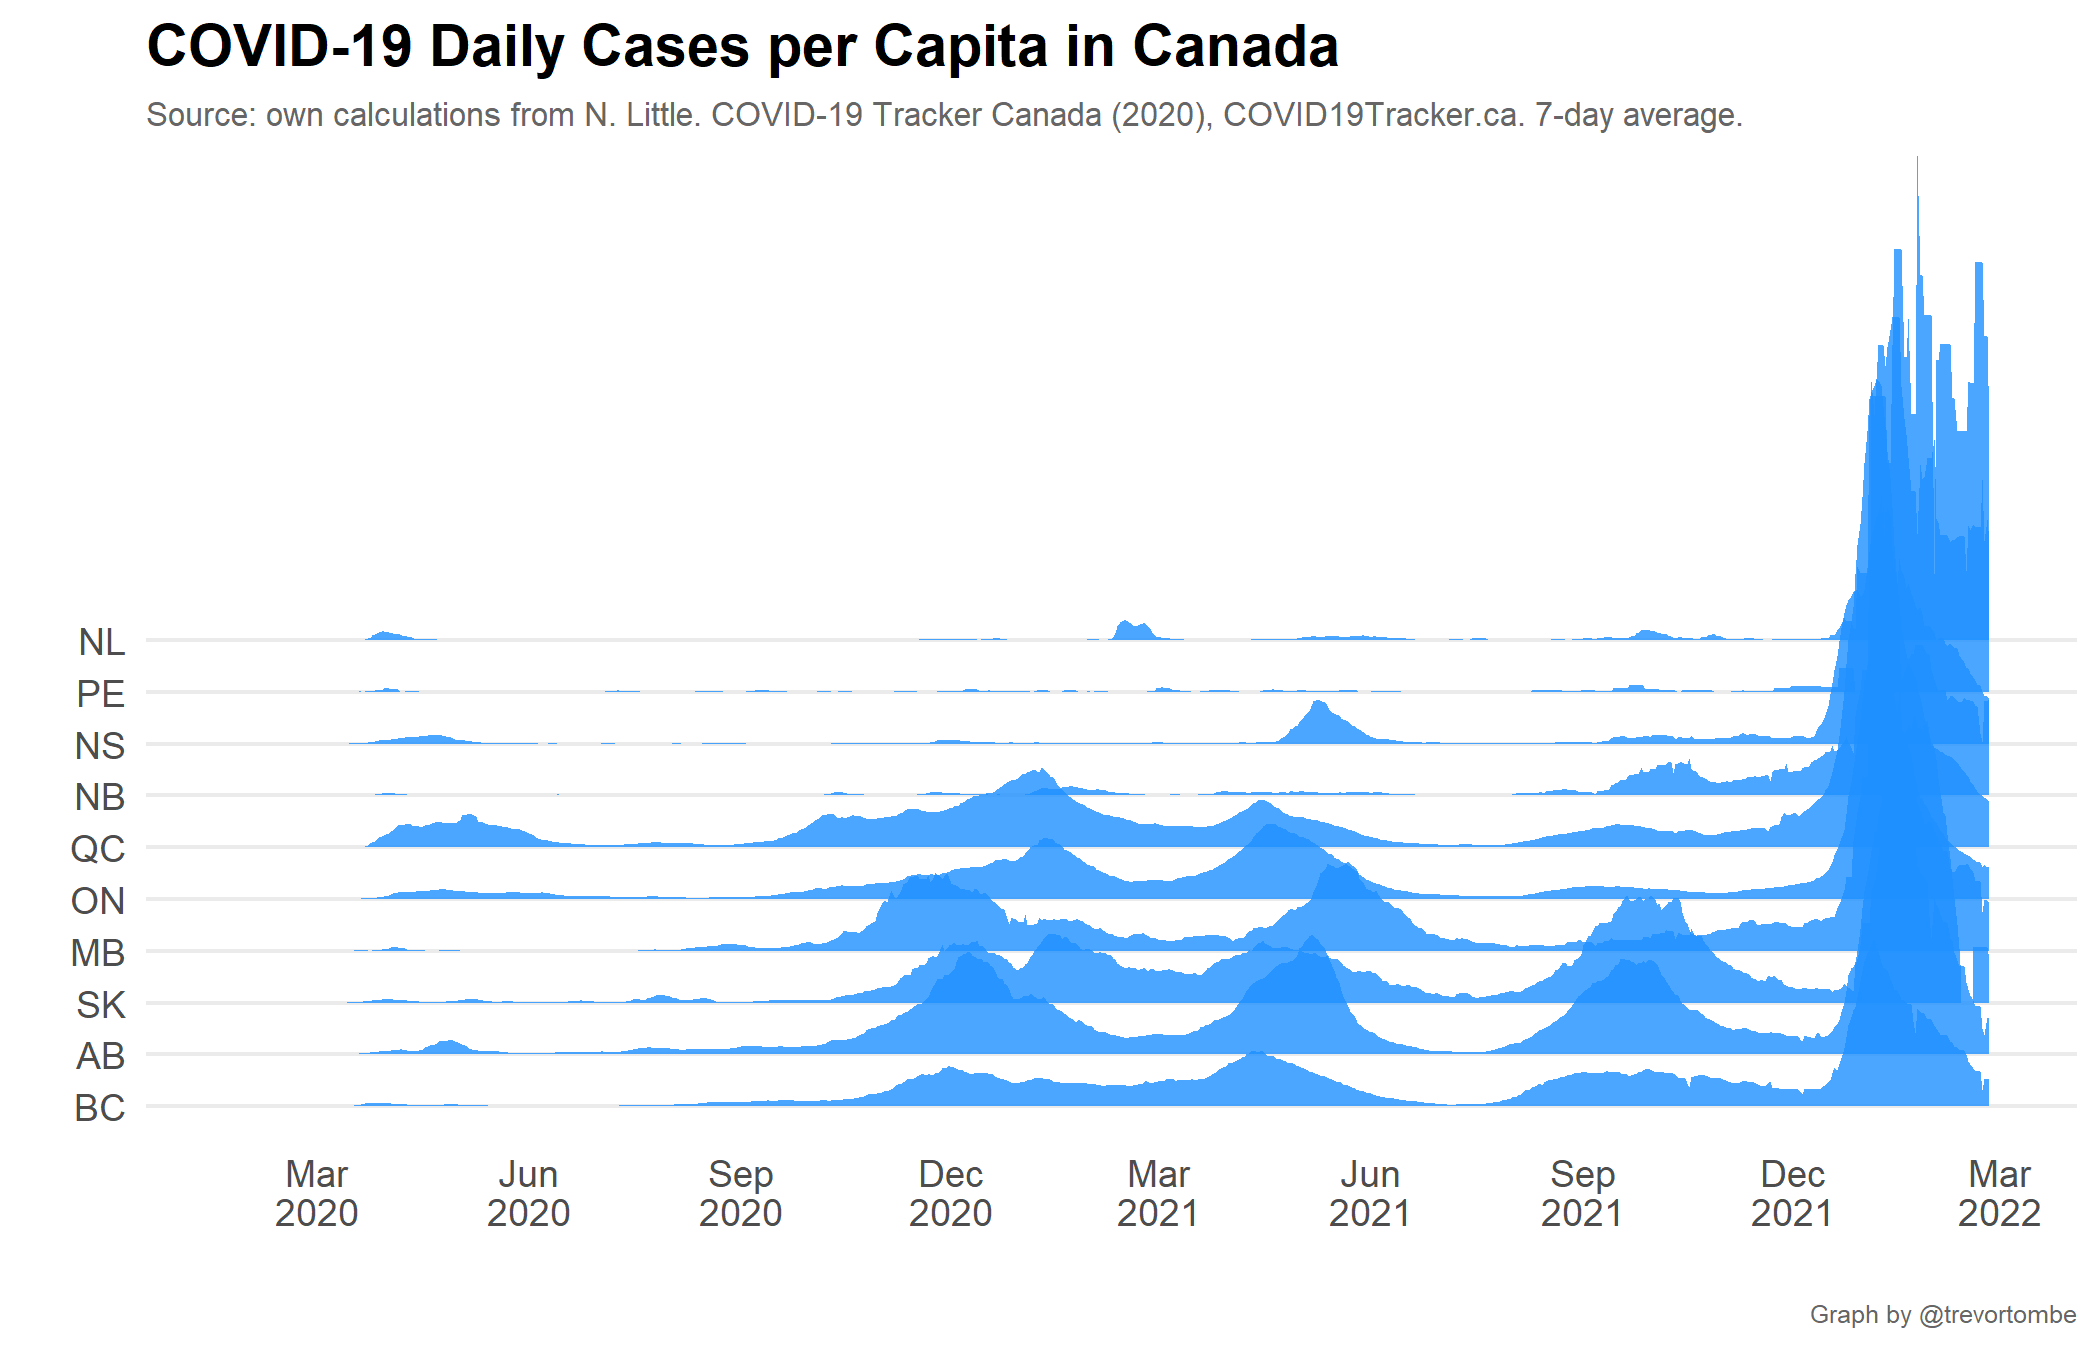 COVID-19 Daily Cases per Capita in Canada
Source: own calculations from N. Little. COVID-19 Tracker Canada (2020), COVID19Tracker.ca. 7-day average.
NL
PE
NS
NB
QC
ON
MB
SK
AB
BC
Mar Jun Sep Dec Mar Jun Sep Dec Mar
2020 2020 2020 2020 2021 2021 2021 2021 2022
Graph by @trevortombe